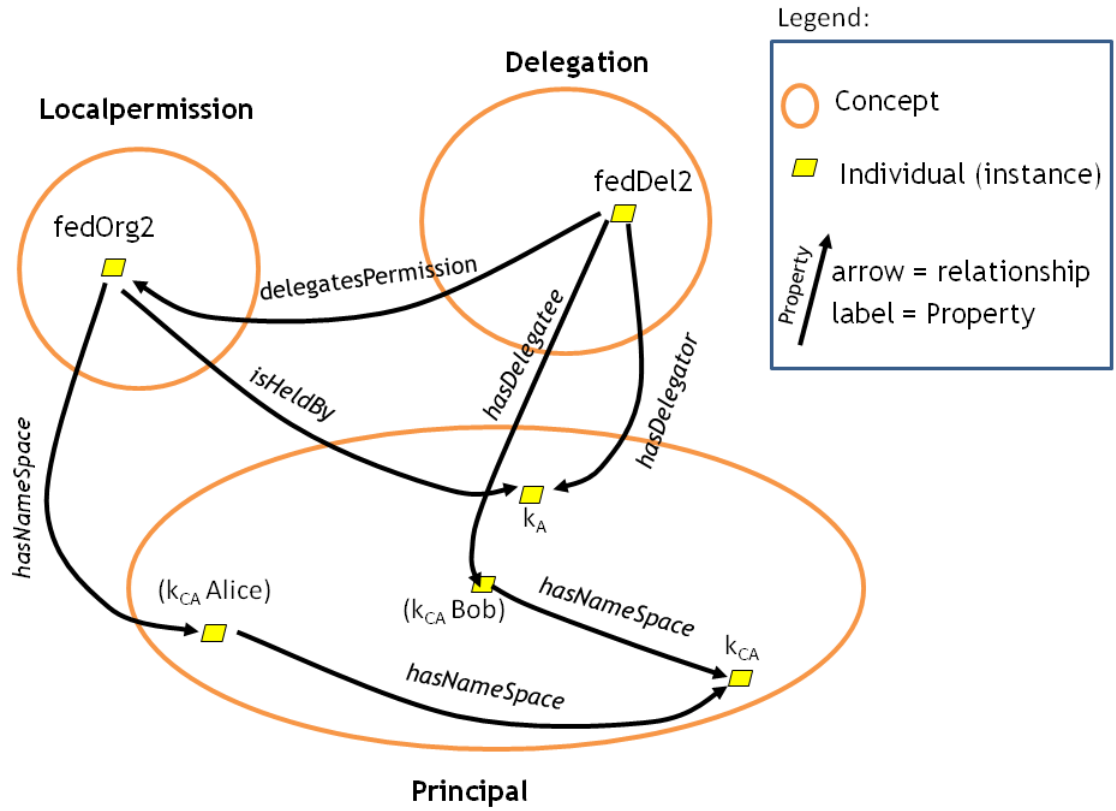 Legend:
Delegation
Localpermission
Concept
fedDel2
Individual (instance)
fedOrg2
delegatesPermission
Property
arrow = relationship
label = Property
hasDelegatee
hasDelegator
isHeldBy
hasNameSpace
kA
(kCA Alice)
(kCA Bob)
hasNameSpace
kCA
hasNameSpace
Principal